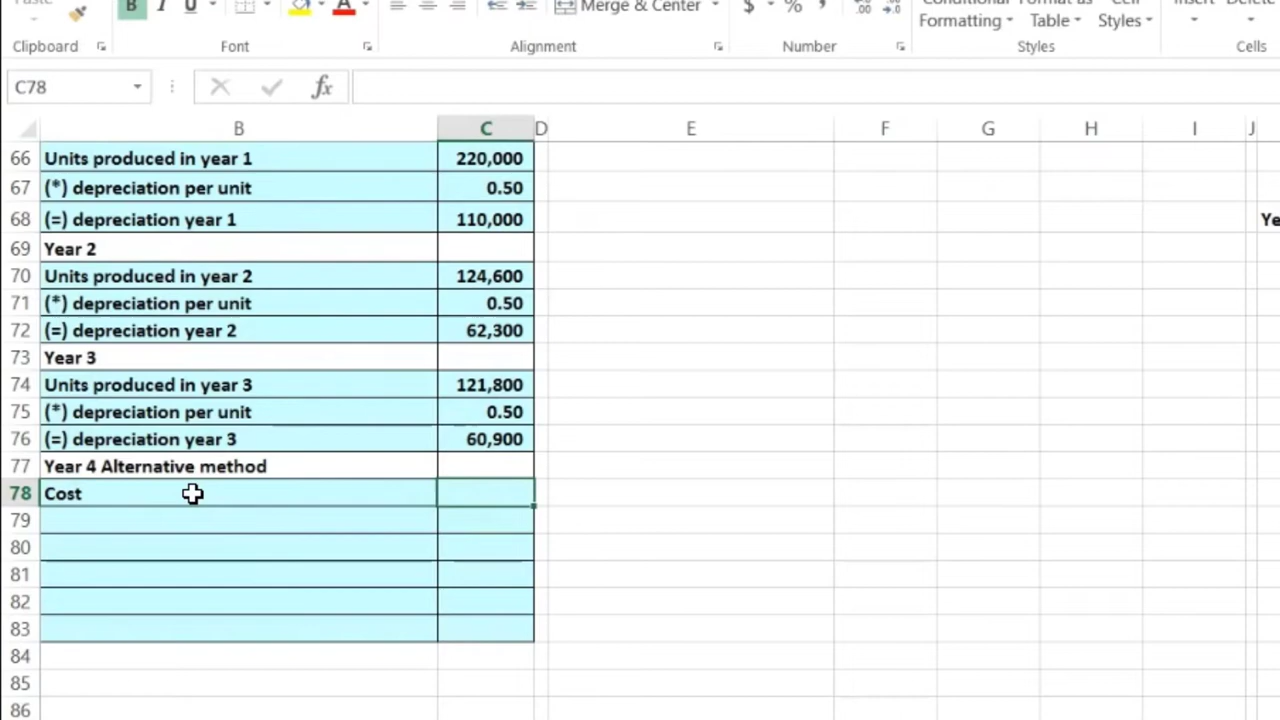 Paste B I U Merge & Center $ % , Conditional Format as Cell Insert Delete
Formatting Table Styles
Clipboard Font Alignment Number Styles Cells
C78 fx
B C D E F G H I J
66 Units produced in year 1 220,000
67 (*) depreciation per unit 0.50
68 (=) depreciation year 1 110,000 Ye
69 Year 2
70 Units produced in year 2 124,600
71 (*) depreciation per unit 0.50
72 (=) depreciation year 2 62,300
73 Year 3
74 Units produced in year 3 121,800
75 (*) depreciation per unit 0.50
76 (=) depreciation year 3 60,900
77 Year 4 Alternative method
78 Cost
79
80
81
82
83
84
85
86